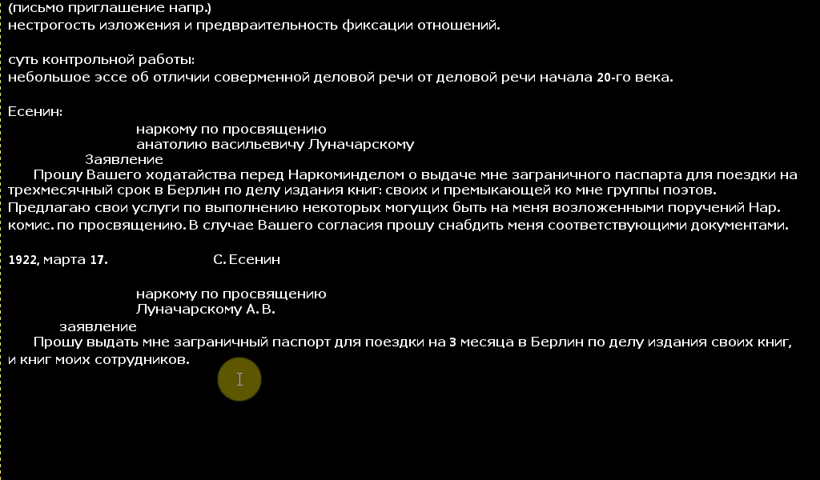 (письмо приглашение напр.)
нестрогость изложения и предвраительность фиксации отношений.
суть контрольной работы:
небольшое эссе об отличии соверменной деловой речи от деловой речи начала 20-го века.
Есенин:
наркому по просвящению
анатолию васильевичу Луначарскому
Заявление
Прошу Вашего ходатайства перед Наркоминделом о выдаче мне заграничного паспарта для поездки на
трехмесячный срок в Берлин по делу издания книг: своих и премыкающей ко мне группы поэтов.
Предлагаю свои услуги по выполнению некоторых могущих быть на меня возложенными поручений Нар.
комис. по просвящению. В случае Вашего согласия прошу снабдить меня соответствующими документами.
1922, марта 17. С. Есенин
наркому по просвящению
Луначарскому А. В.
заявление
Прошу выдать мне заграничный паспорт для поездки на 3 месяца в Берлин по делу издания своих книг,
и книг моих сотрудников.